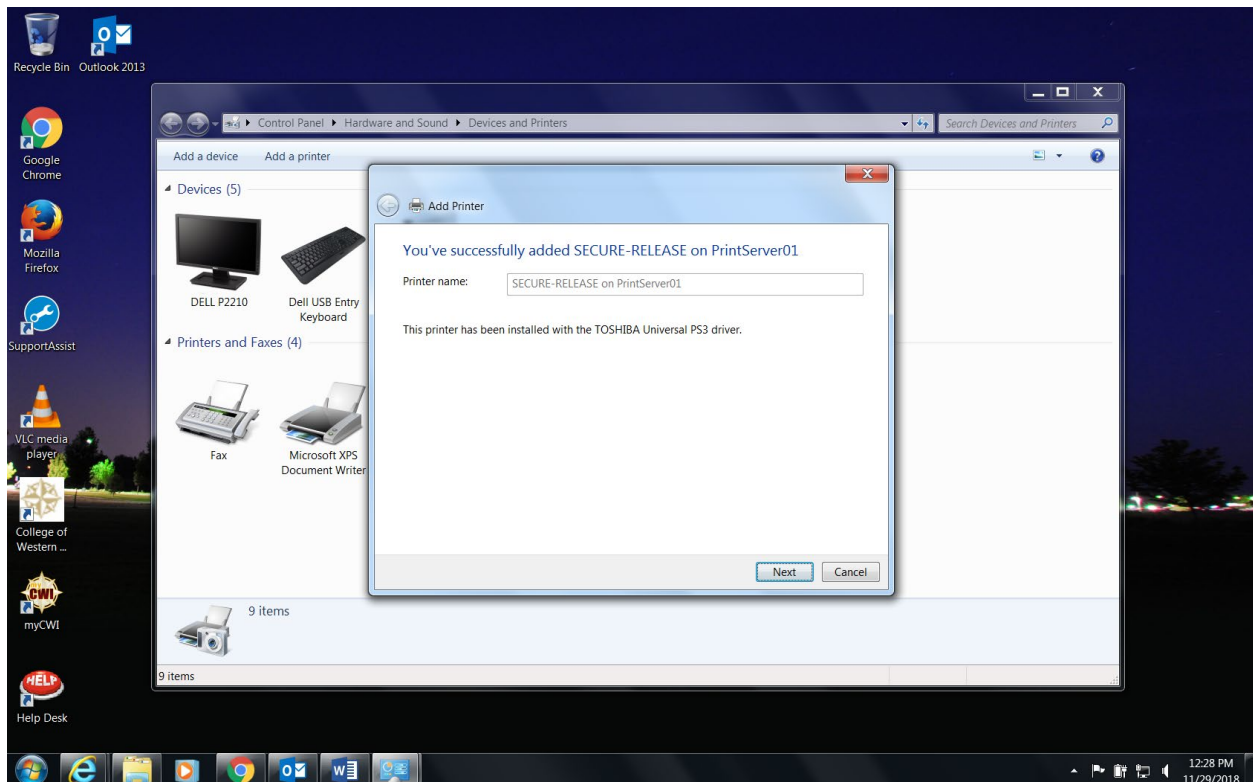 Recycle Bin
Outlook 2013
Google
Chrome
Mozilla
Firefox
SupportAssist
VLC media
player
College of
Western ...
CWI
myCWI
HELP
Help Desk
Control Panel Hardware and Sound Devices and Printers
Search Devices and Printers
Add a device Add a printer
Devices (5)
DELL P2210
Dell USB Entry
Keyboard
Printers and Faxes (4)
Fax
Microsoft XPS
Document Writer
Add Printer
You've successfully added SECURE-RELEASE on PrintServer01
Printer name: SECURE-RELEASE on PrintServer01
This printer has been installed with the TOSHIBA Universal PS3 driver.
Next Cancel
9 items
9 items
12:28 PM
11/29/2018